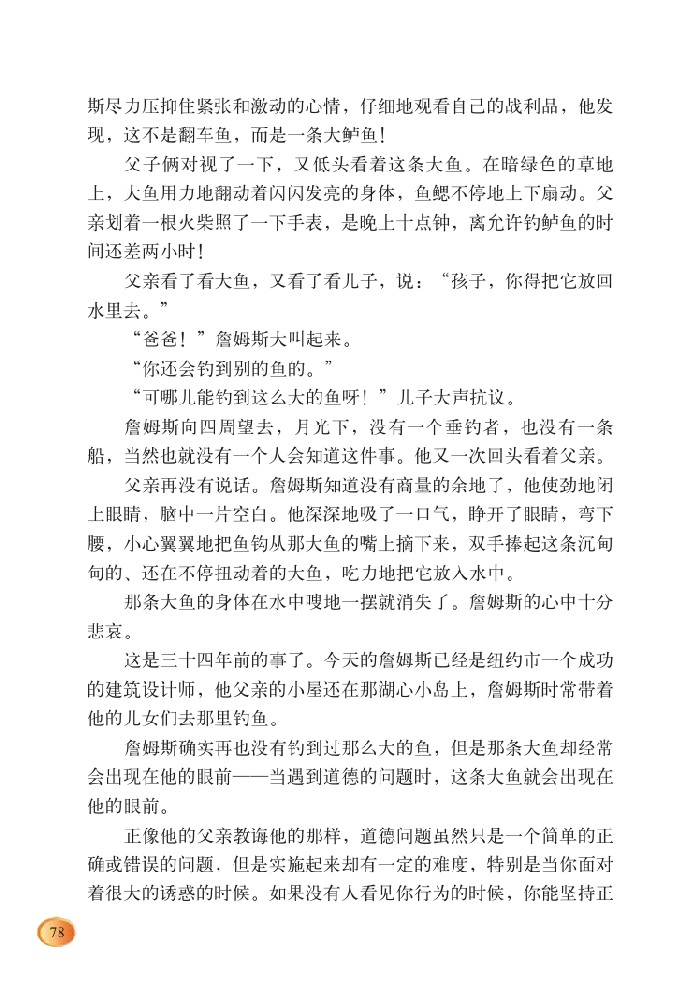 斯尽力压抑住紧张和激动的心情，仔细地观看自己的战利品，他发
现，这不是翻车鱼，而是一条大鲈鱼！
父子俩对视了一下，又低头看着这条大鱼。在暗绿色的草地
上，大鱼用力地翻动着闪闪发亮的身体，鱼鳃不停地上下扇动。父
亲划着一根火柴照了一下手表，是晚上十点钟，离允许钓鲈鱼的时
间还差两小时！
父亲看了看大鱼，又看了看儿子，说：“孩子，你得把它放回
水里去。”
“爸爸！”詹姆斯大叫起来。
“你还会钓到别的鱼的。”
“可哪儿能钓到这么大的鱼呀！”儿子大声抗议。
詹姆斯向四周望去，月光下，没有一个垂钓者，也没有一条
船，当然也就没有一个人会知道这件事。他又一次回头看着父亲。
父亲再没有说话。詹姆斯知道没有商量的余地了，他使劲地闭
上眼睛，脑中一片空白。他深深地吸了一口气，睁开了眼睛，弯下
腰，小心翼翼地把鱼钩从那大鱼的嘴上摘下来，双手捧起这条沉甸
甸的、还在不停扭动着的大鱼，吃力地把它放入水中。
那条大鱼的身体在水中嗖地一摆就消失了。詹姆斯的心中十分
悲哀。
这是三十四年前的事了。今天的詹姆斯已经是纽约市一个成功
的建筑设计师，他父亲的小屋还在那湖心小岛上，詹姆斯时常带着
他的儿女们去那里钓鱼。
詹姆斯确实再也没有钓到过那么大的鱼，但是那条大鱼却经常
会出现在他的眼前——当遇到道德的问题时，这条大鱼就会出现在
他的眼前。
正像他的父亲教诲他的那样，道德问题虽然只是一个简单的正
确或错误的问题，但是实施起来却有一定的难度，特别是当你面对
着很大的诱惑的时候。如果没有人看见你行为的时候，你能坚持正
78